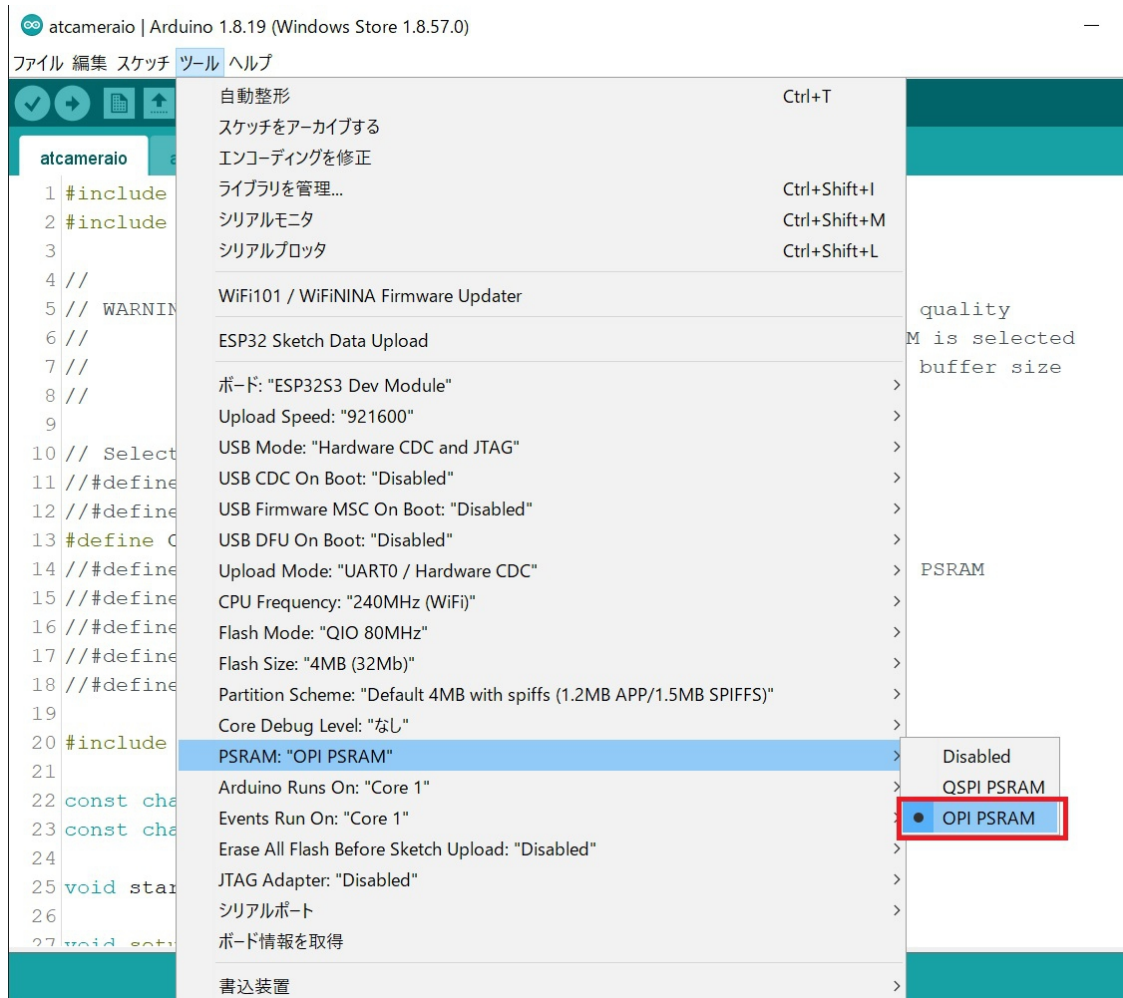 atcameraio | Arduino 1.8.19 (Windows Store 1.8.57.0)
ファイル 編集 スケッチ ツール ヘルプ
自動整形 Ctrl+T
スケッチをアーカイブする
エンコーディングを修正
ライブラリを管理... Ctrl+Shift+I
シリアルモニタ Ctrl+Shift+M
シリアルプロッタ Ctrl+Shift+L
WiFi101 / WiFiNINA Firmware Updater
ESP32 Sketch Data Upload
ボード: "ESP32S3 Dev Module"
Upload Speed: "921600"
USB Mode: "Hardware CDC and JTAG"
USB CDC On Boot: "Disabled"
USB Firmware MSC On Boot: "Disabled"
USB DFU On Boot: "Disabled"
Upload Mode: "UART0 / Hardware CDC"
CPU Frequency: "240MHz (WiFi)"
Flash Mode: "QIO 80MHz"
Flash Size: "4MB (32Mb)"
Partition Scheme: "Default 4MB with spiffs (1.2MB APP/1.5MB SPIFFS)"
Core Debug Level: "なし"
PSRAM: "OPI PSRAM"
Arduino Runs On: "Core 1"
Events Run On: "Core 1"
Erase All Flash Before Sketch Upload: "Disabled"
JTAG Adapter: "Disabled"
シリアルポート
ボード情報を取得
書込装置
Disabled
QSPI PSRAM
OPI PSRAM
atcameraio
1 #include
2 #include
3
4 //
5 // WARNIN quality
6 // M is selected
7 // buffer size
8 //
9
10 // Select
11 //#define
12 //#define
13 #define C
14 //#define PSRAM
15 //#define
16 //#define
17 //#define
18 //#define
19
20 #include
21
22 const cha
23 const cha
24
25 void star
26
27 void setu